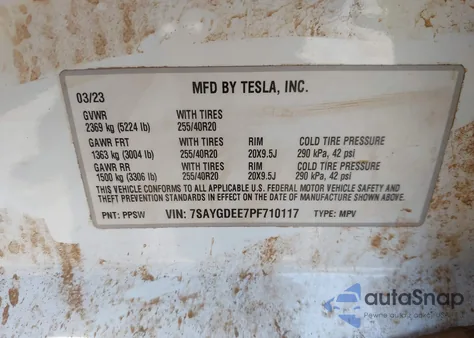 MFD BY TESLA, INC.
03/23
GVWR WITH TIRES
2369 kg (5224 lb) 255/40R20
GAWR FRT WITH TIRES RIM COLD TIRE PRESSURE
1363 kg (3004 lb) 255/40R20 20X9.5J 290 kPa, 42 psi
GAWR RR WITH TIRES RIM COLD TIRE PRESSURE
1500 kg (3306 lb) 255/40R20 20X9.5J 290 kPa, 42 psi
THIS VEHICLE CONFORMS TO ALL APPLICABLE U.S. FEDERAL MOTOR VEHICLE SAFETY AND
THEFT PREVENTION STANDARDS IN EFFECT ON THE DATE OF MANUFACTURE SHOWN ABOVE.
PNT: PPSW VIN: 7SAYGDEE7PF710117 TYPE: MPV
autoSnap